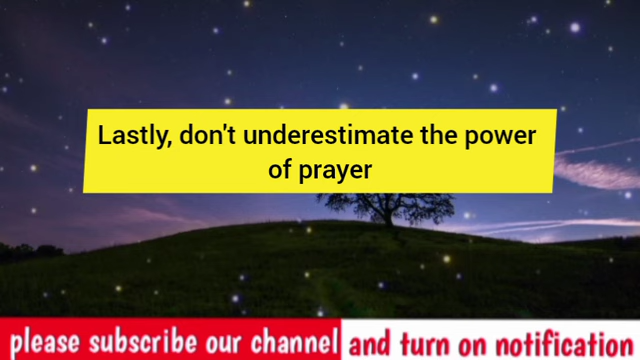 Lastly, don't underestimate the power
of prayer
please subscribe our channel and turn on notification